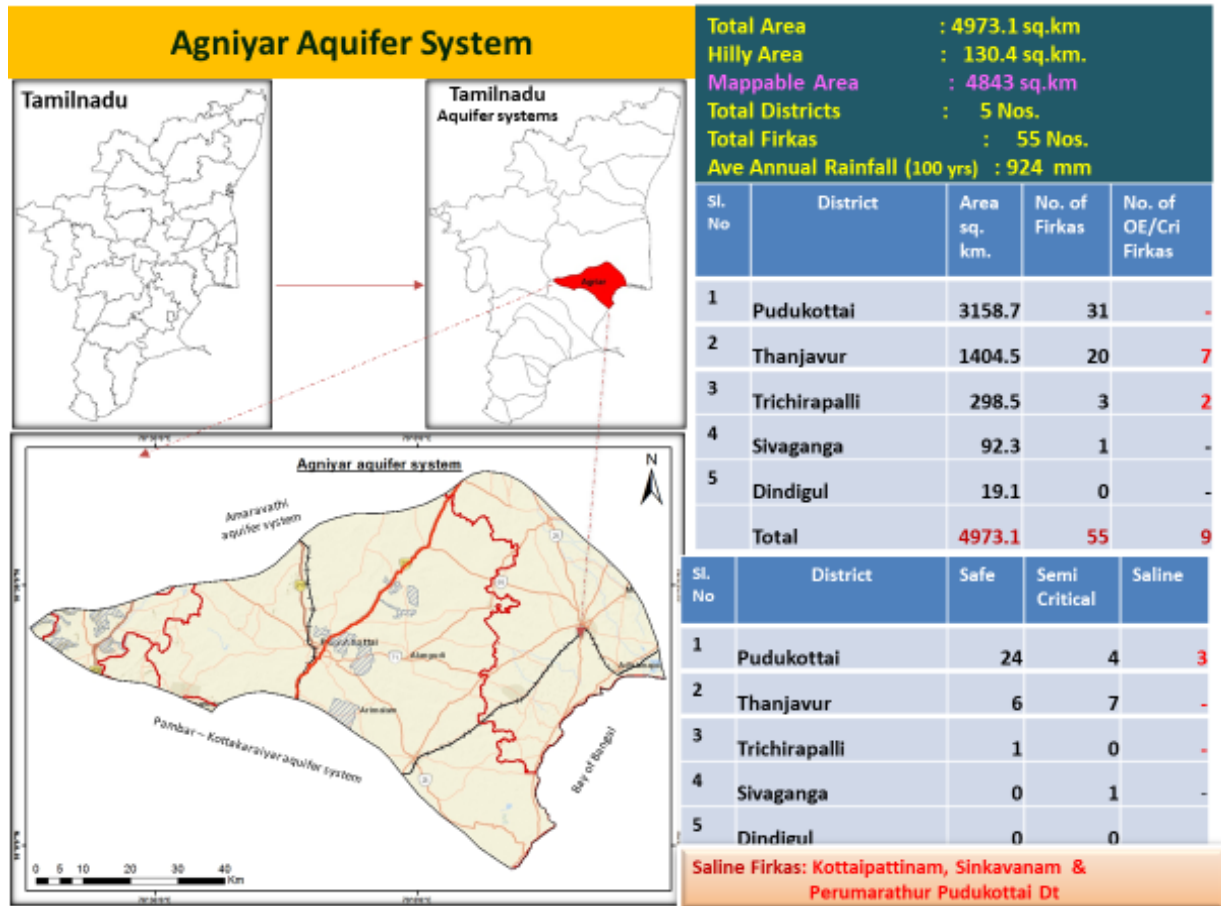 Agniyar Aquifer System
Total Area : 4973.1 sq.km
Hilly Area : 130.4 sq.km.
Mappable Area : 4843 sq.km
Total Districts : 5 Nos.
Total Firkas : 55 Nos.
Ave Annual Rainfall (100 yrs) : 924 mm
Tamilnadu
Tamilnadu
Aquifer systems
Sl. No District Area sq. km. No. of Firkas No. of OE/Cri Firkas
1 Pudukottai 3158.7 31 -
2 Thanjavur 1404.5 20 7
3 Trichirapalli 298.5 3 2
4 Sivaganga 92.3 1 -
5 Dindigul 19.1 0 -
Total 4973.1 55 9
Agniyar aquifer system
N
Amaravathi
aquifer system
Pambar – Kottakaraiyar aquifer system
Bay of Bangal
0 5 10 20 30 40
Km
Sl. No District Safe Semi Critical Saline
1 Pudukottai 24 4 3
2 Thanjavur 6 7 -
3 Trichirapalli 1 0 -
4 Sivaganga 0 1 -
5 Dindigul 0 0
Saline Firkas: Kottaipattinam, Sinkavanam &
Perumarathur Pudukottai Dt